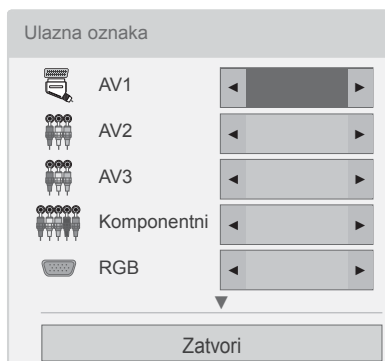 Ulazna oznaka
AV1
AV2
AV3
Komponentni
RGB
Zatvori